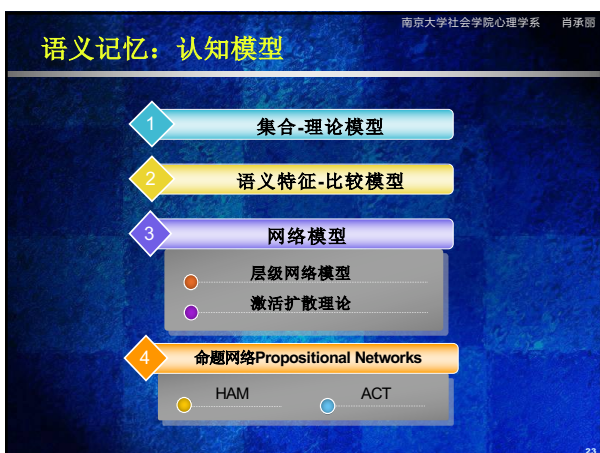 南京大学社会学院心理学系 肖承丽
语义记忆：认知模型
1 集合-理论模型
2 语义特征-比较模型
3 网络模型
层级网络模型
激活扩散理论
4 命题网络Propositional Networks
HAM ACT
23